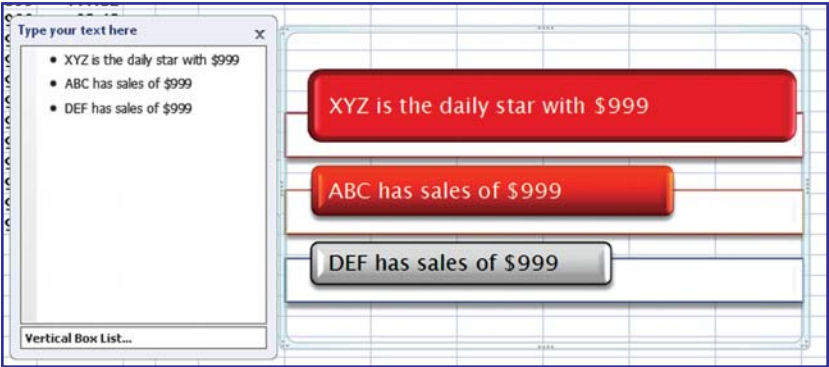 Type your text here
x
XYZ is the daily star with $999
ABC has sales of $999
DEF has sales of $999
Vertical Box List...
XYZ is the daily star with $999
ABC has sales of $999
DEF has sales of $999